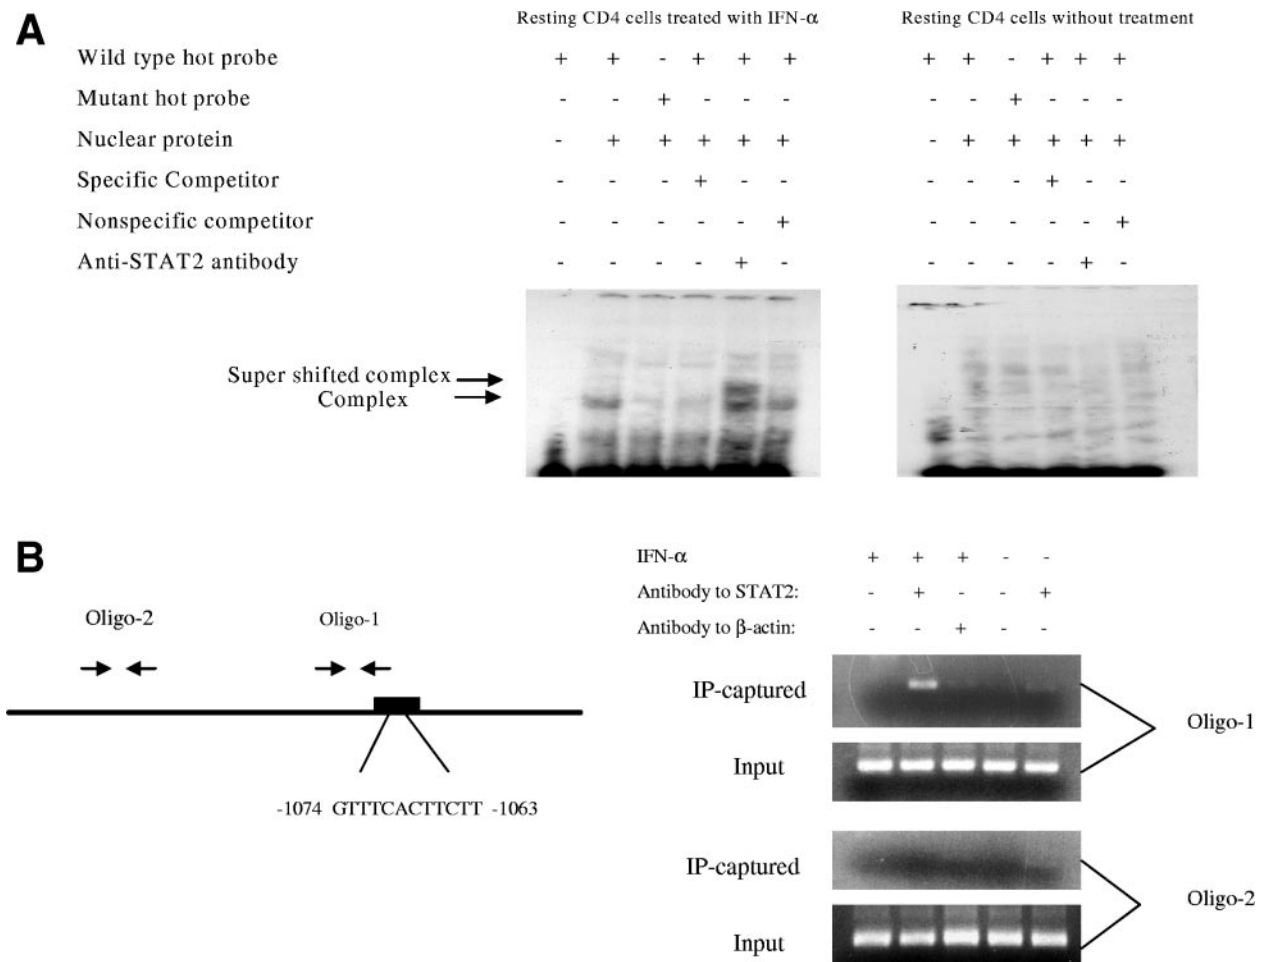 A
Resting CD4 cells treated with IFN-α
Resting CD4 cells without treatment
Wild type hot probe + + - + + + + + - + + +
Mutant hot probe - - + - - - - - + - - -
Nuclear protein - + + + + + - + + + + +
Specific Competitor - - - + - - - - - + - -
Nonspecific competitor - - - - - + - - - - - +
Anti-STAT2 antibody - - - - + - - - - - + -
Super shifted complex
Complex
B
Oligo-2
Oligo-1
-1074 GTTTCACTTCTT -1063
IFN-α + + + - -
Antibody to STAT2: - + - - +
Antibody to β-actin: - - + - -
IP-captured
Oligo-1
Input
IP-captured
Oligo-2
Input